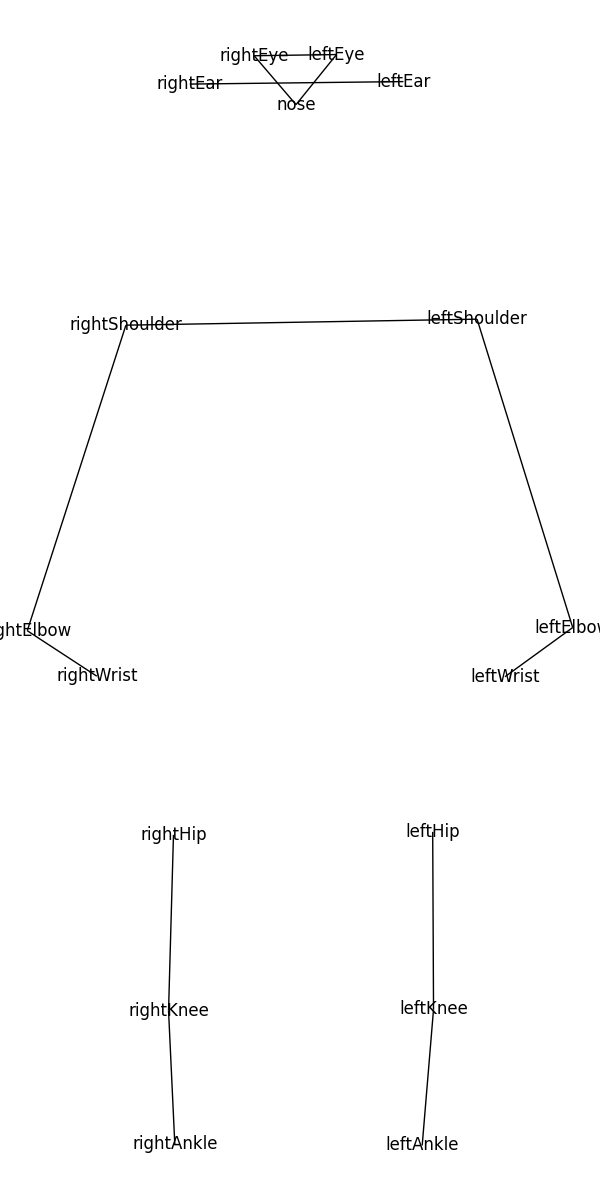 rightEye leftEye
rightEar leftEar
nose
rightShoulder leftShoulder
ghtElbow leftElbow
rightWrist leftWrist
rightHip leftHip
rightKnee leftKnee
rightAnkle leftAnkle